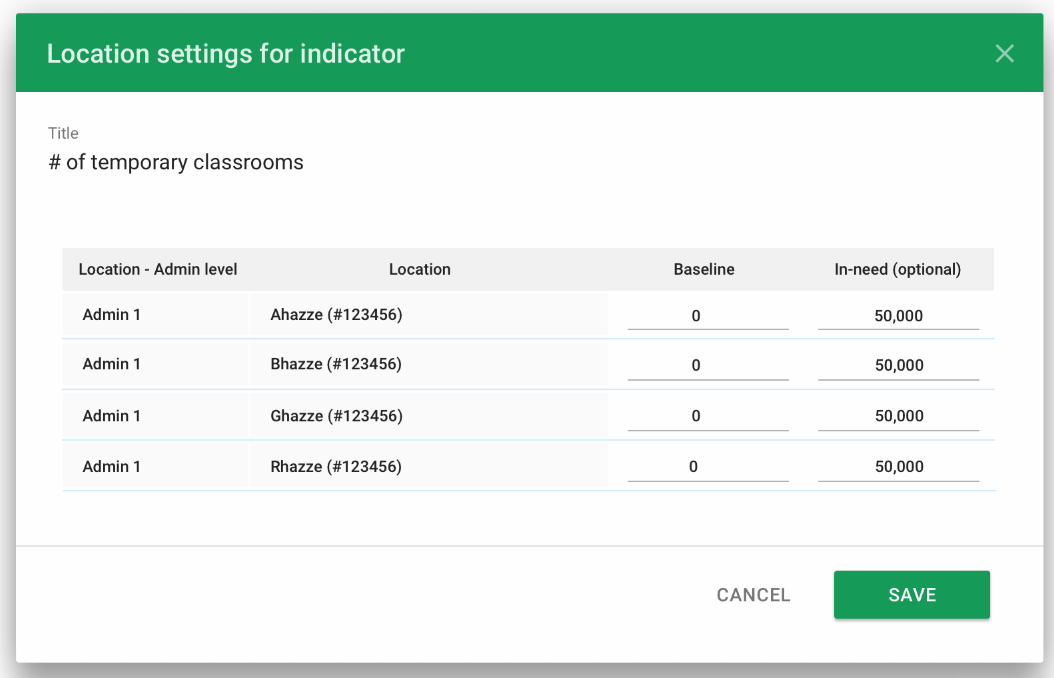 Location settings for indicator
Title
# of temporary classrooms
Location - Admin level Location Baseline In-need (optional)
Admin 1 Ahazze (#123456) 0 50,000
Admin 1 Bhazze (#123456) 0 50,000
Admin 1 Ghazze (#123456) 0 50,000
Admin 1 Rhazze (#123456) 0 50,000
CANCEL SAVE